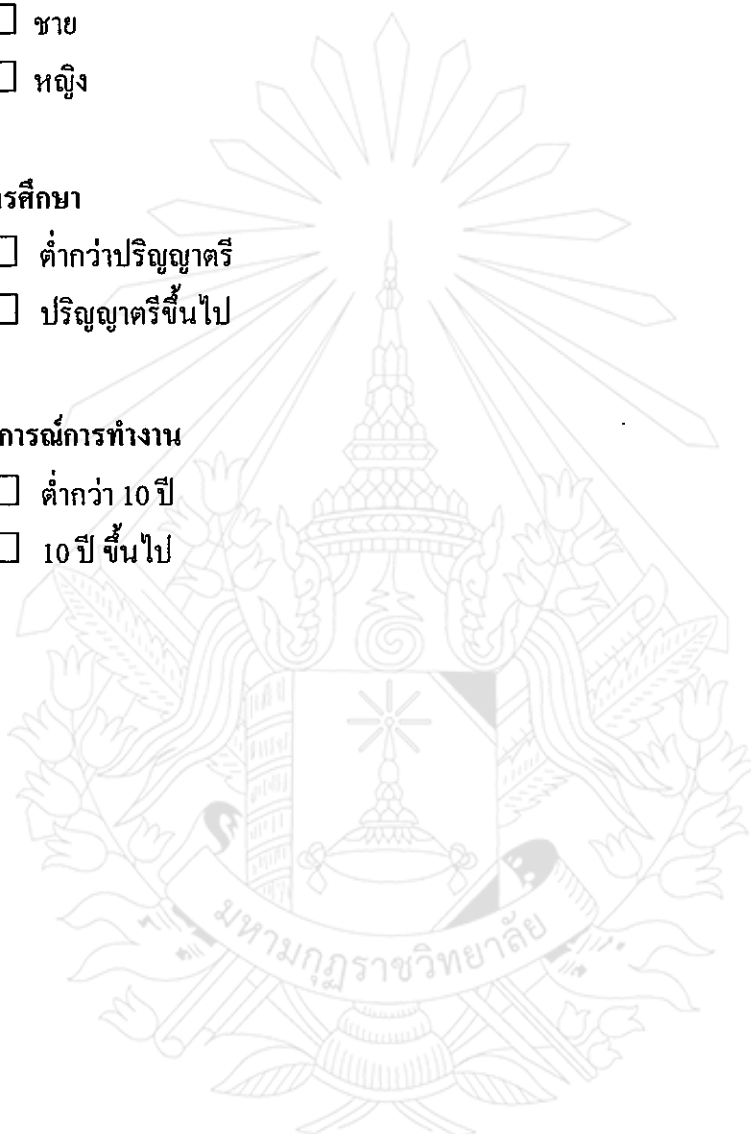 ☐ ชาย
☐ หญิง
ารศึกษา
☐ ต่ำกว่าปริญญาตรี
☐ ปริญญาตรีขึ้นไป
การณ์การทำงาน
☐ ต่ำกว่า 10 ปี
☐ 10 ปี ขึ้นไป
มหามกุฏราชวิทยาลัย